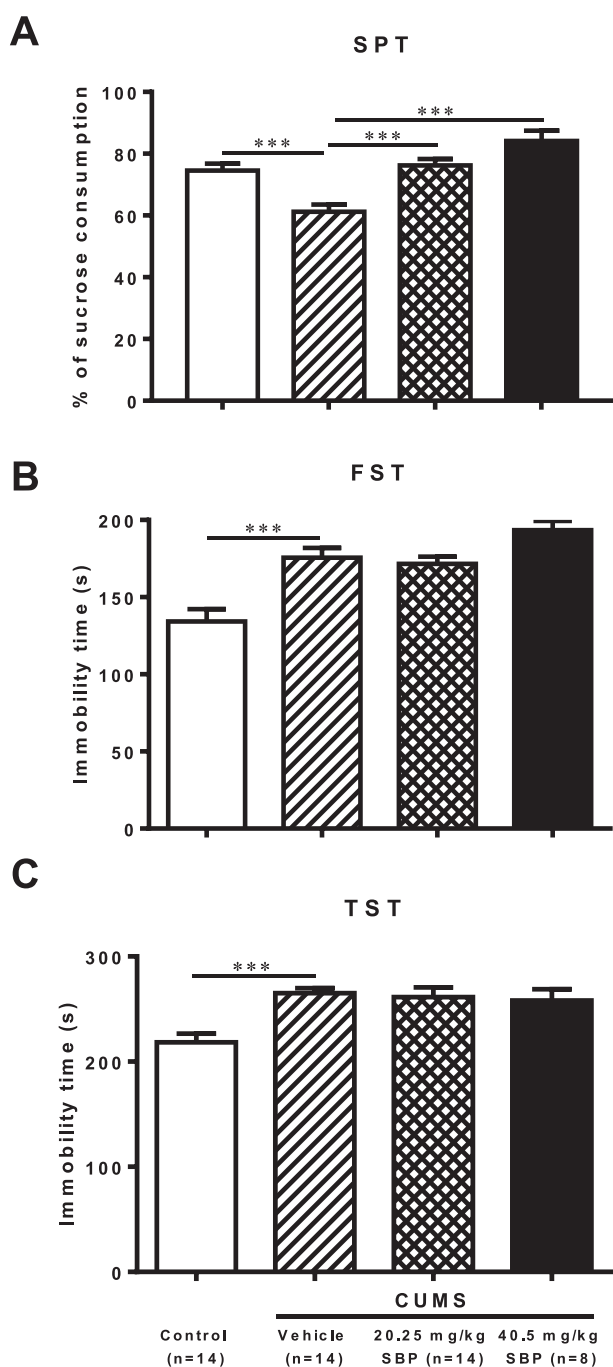 A
SPT
% of sucrose consumption
100
80
60
40
20
0
***
***
***
B
FST
Immobility time (s)
200
150
100
50
0
***
C
TST
Immobility time (s)
300
200
100
0
***
CUMS
Control
(n=14)
Vehicle
(n=14)
20.25 mg/kg
SBP (n=14)
40.5 mg/kg
SBP (n=8)